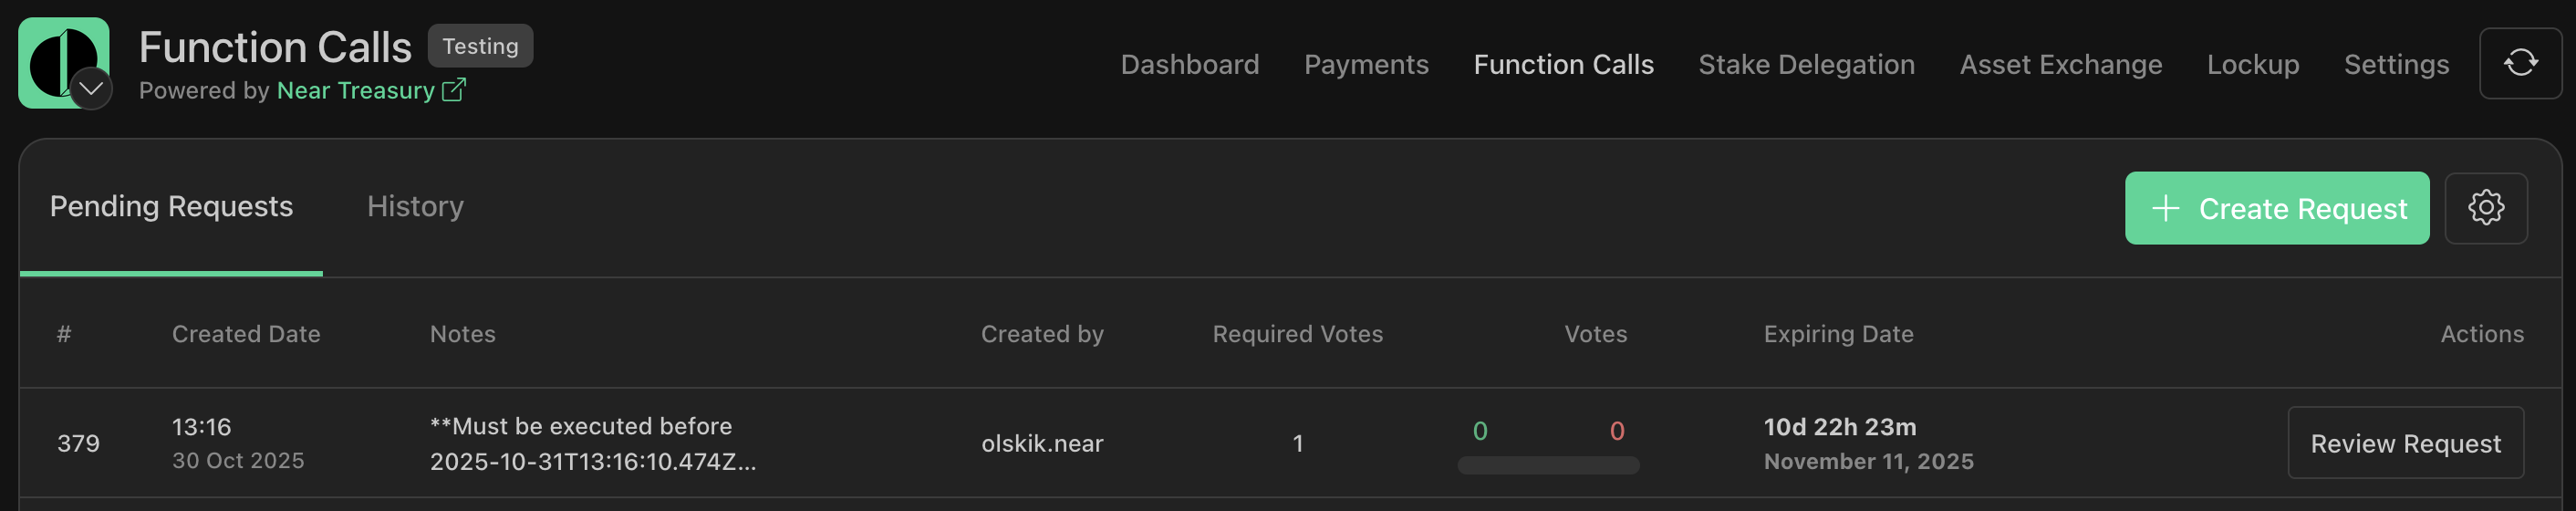 Function Calls Testing
Powered by Near Treasury
Dashboard Payments Function Calls Stake Delegation Asset Exchange Lockup Settings
Pending Requests History
Create Request
# Created Date Notes Created by Required Votes Votes Expiring Date Actions
379
13:16
30 Oct 2025
**Must be executed before
2025-10-31T13:16:10.474Z...
olskik.near
1
0 0
10d 22h 23m
November 11, 2025
Review Request